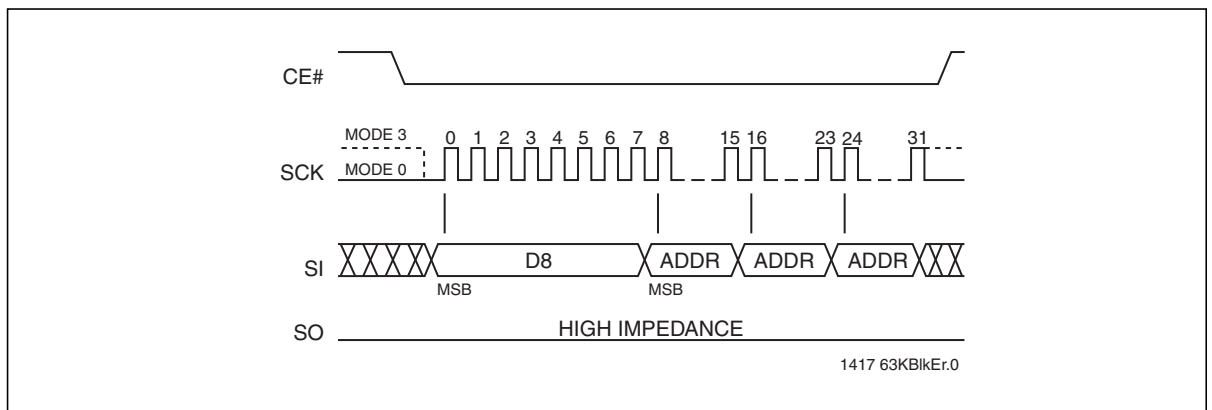 CE#
MODE 3
0 1 2 3 4 5 6 7 8 15 16 23 24 31
SCK MODE 0
SI D8 ADDR ADDR ADDR
MSB MSB
SO HIGH IMPEDANCE
1417 63KBlkEr.0